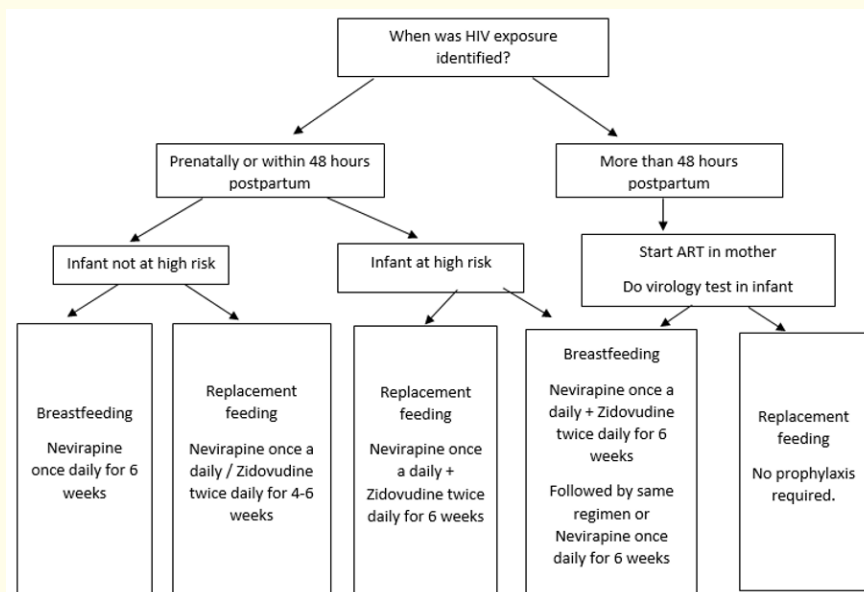 When was HIV exposure
identified?
Prenatally or within 48 hours
postpartum
More than 48 hours
postpartum
Infant not at high risk
Infant at high risk
Start ART in mother
Do virology test in infant
Breastfeeding
Nevirapine
once daily for 6
weeks
Replacement
feeding
Nevirapine once a
daily / Zidovudine
twice daily for 4-6
weeks
Replacement
feeding
Nevirapine once
a daily +
Zidovudine twice
daily for 6 weeks
Breastfeeding
Nevirapine once a
daily + Zidovudine
twice daily for 6
weeks
Followed by same
regimen or
Nevirapine once
daily for 6 weeks
Replacement
feeding
No prophylaxis
required.